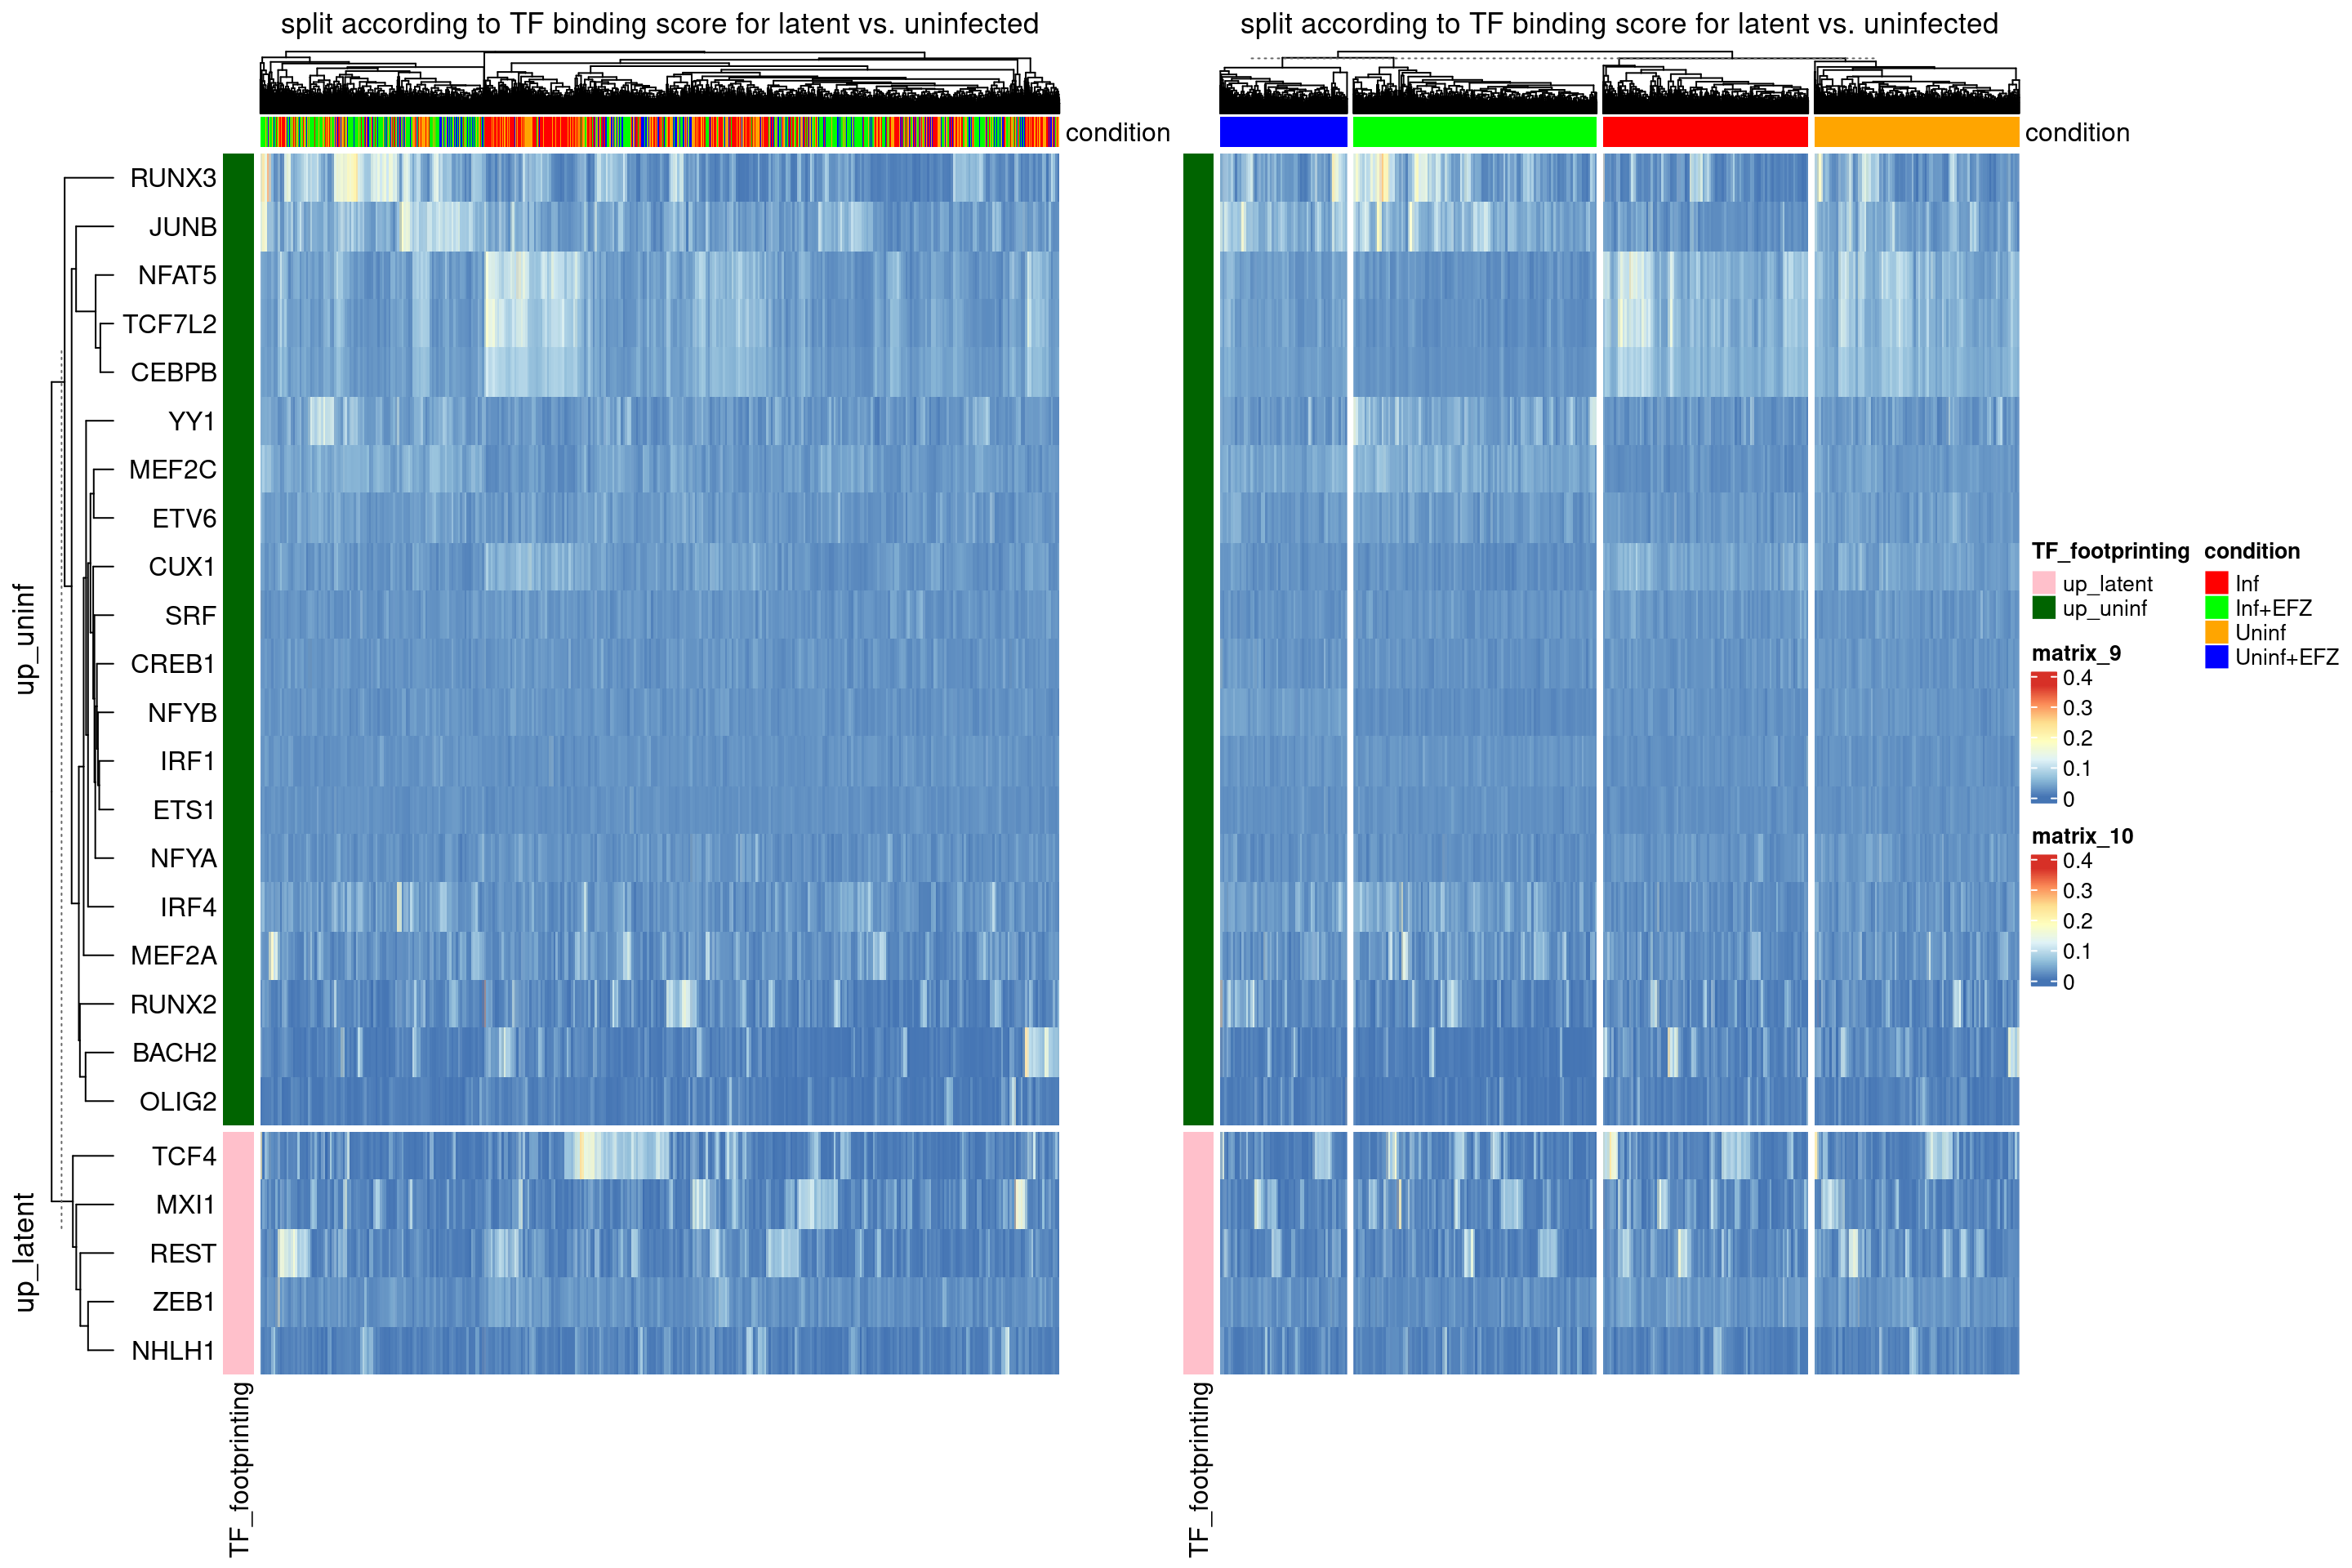 split according to TF binding score for latent vs. uninfected
split according to TF binding score for latent vs. uninfected
condition
condition
up_uninf
RUNX3
JUNB
NFAT5
TCF7L2
CEBPB
YY1
MEF2C
ETV6
CUX1
SRF
CREB1
NFYB
IRF1
ETS1
NFYA
IRF4
MEF2A
RUNX2
BACH2
OLIG2
up_latent
TCF4
MXI1
REST
ZEB1
NHLH1
TF_footprinting
TF_footprinting
TF_footprinting
up_latent
up_uninf
condition
Inf
Inf+EFZ
Uninf
Uninf+EFZ
matrix_9
0.4
0.3
0.2
0.1
0
matrix_10
0.4
0.3
0.2
0.1
0